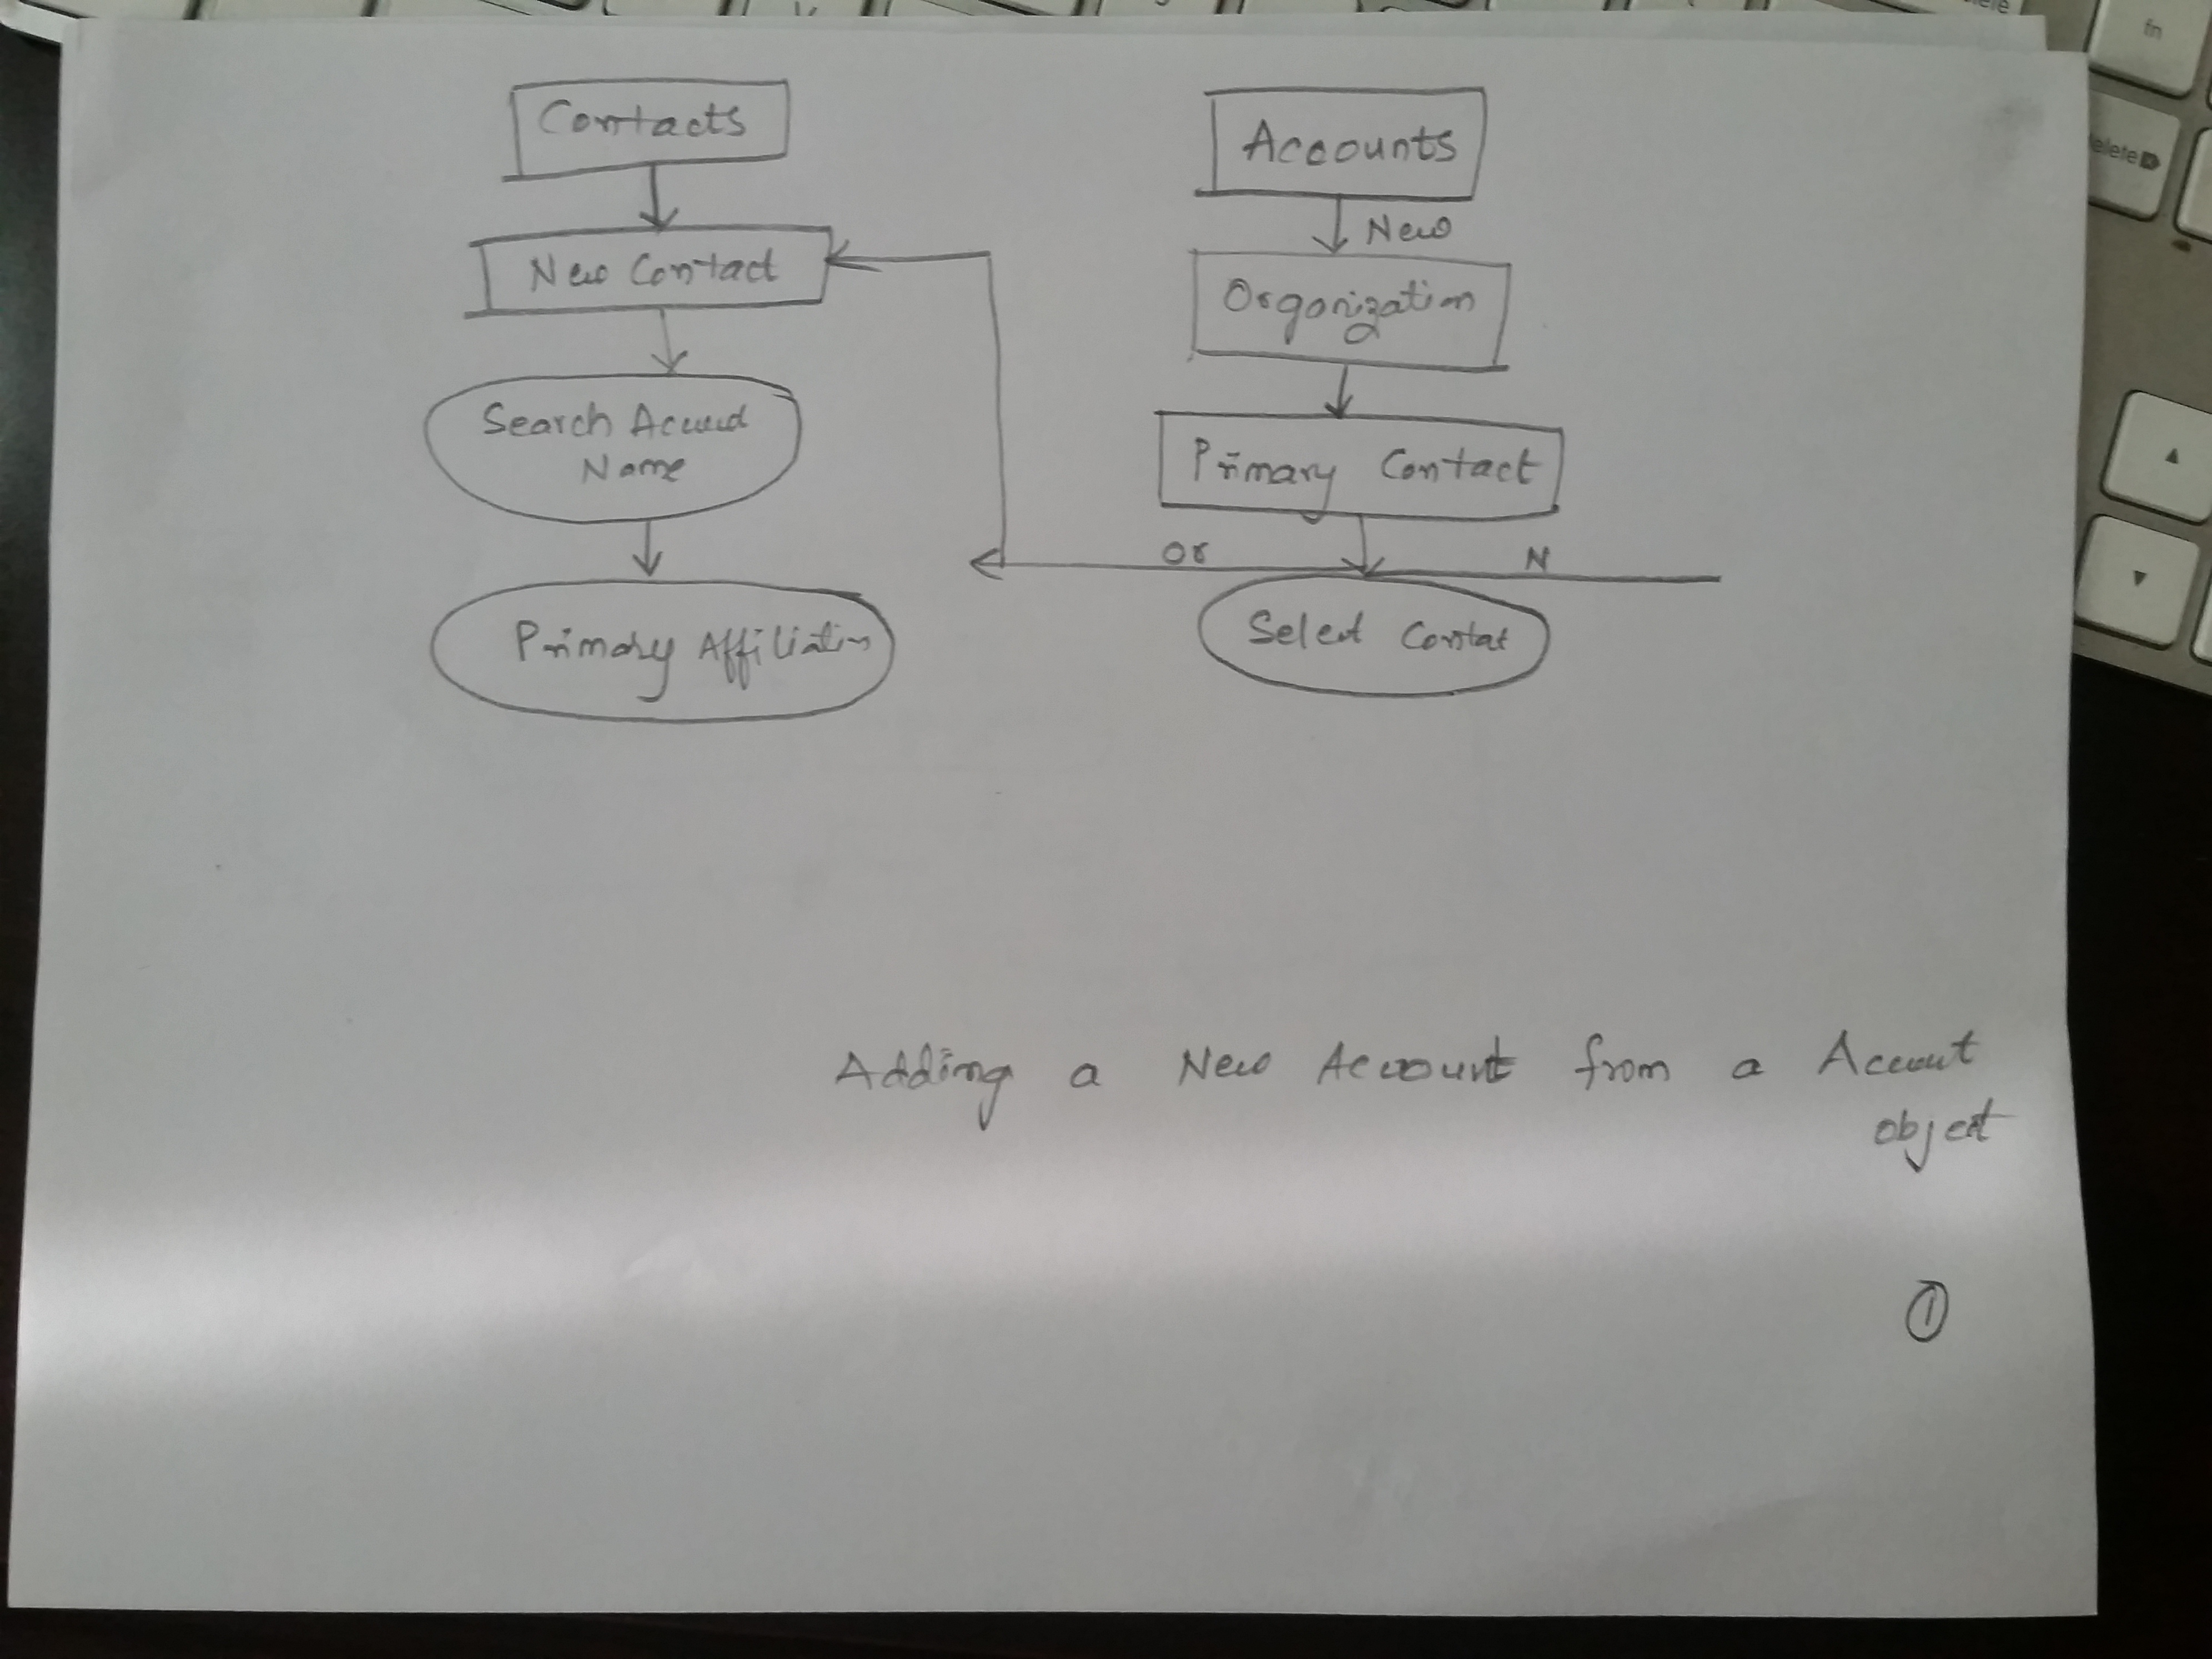 Contacts
New Contact
Search Account
Name
Primary Affiliation
Accounts
New
Organization
Primary Contact
or
N
Select Contat
Adding a New Account from a Account
object
1
fn
delete